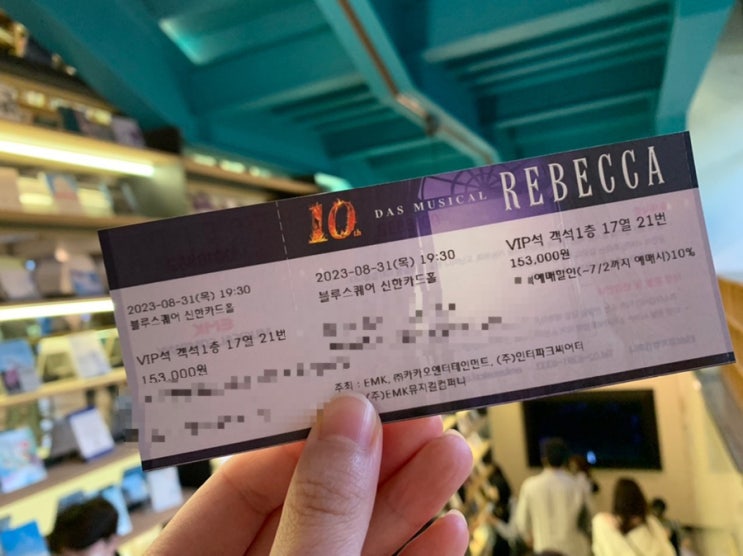 10th DAS MUSICAL REBECCA
2023-08-31(목) 19:30
블루스퀘어 신한카드홀
VIP석 객석1층 17열 21번
153,000원
2023-08-31(목) 19:30
블루스퀘어 신한카드홀
VIP석 객석1층 17열 21번
153,000원
예매할인(~7/2까지 예매시)10%
주최 : EMK, ㈜카카오엔터테인먼트, (주)인터파크씨어터
(주)EMK뮤지컬컴퍼니